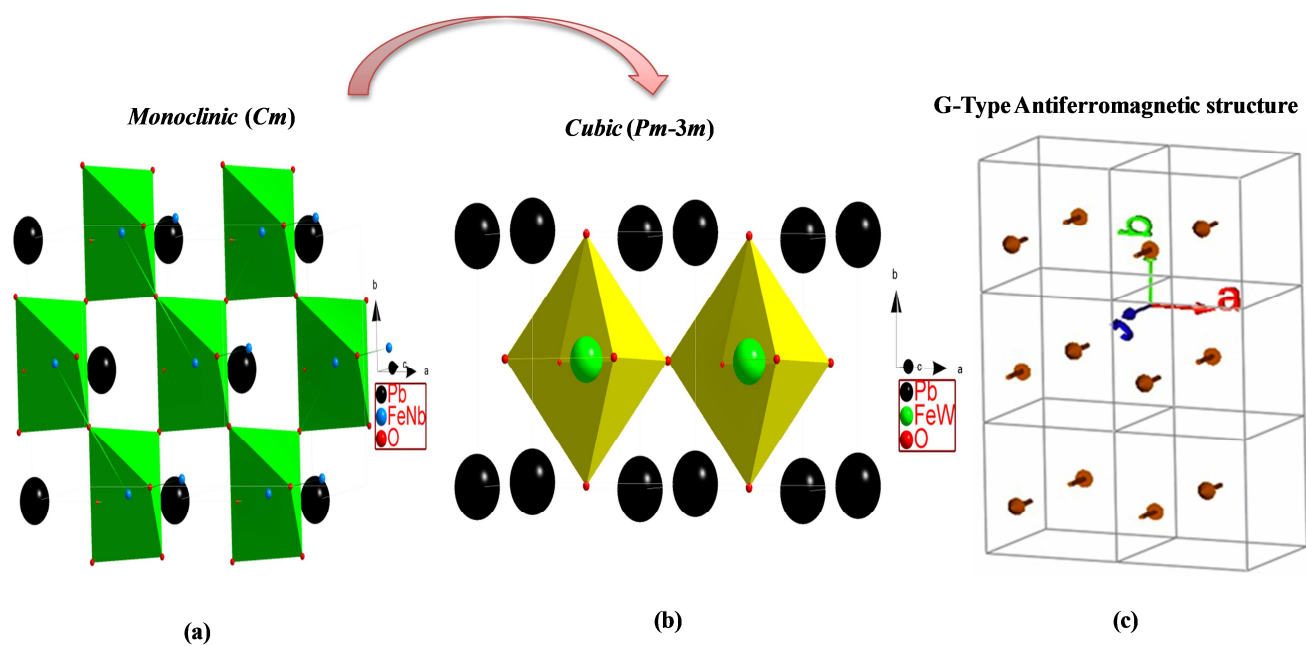 Monoclinic (Cm)
Cubic (Pm-3m)
G-Type Antiferromagnetic structure
b
c
a
Pb
FeNb
O
b
c
a
Pb
FeW
O
b
a
c
(a)
(b)
(c)